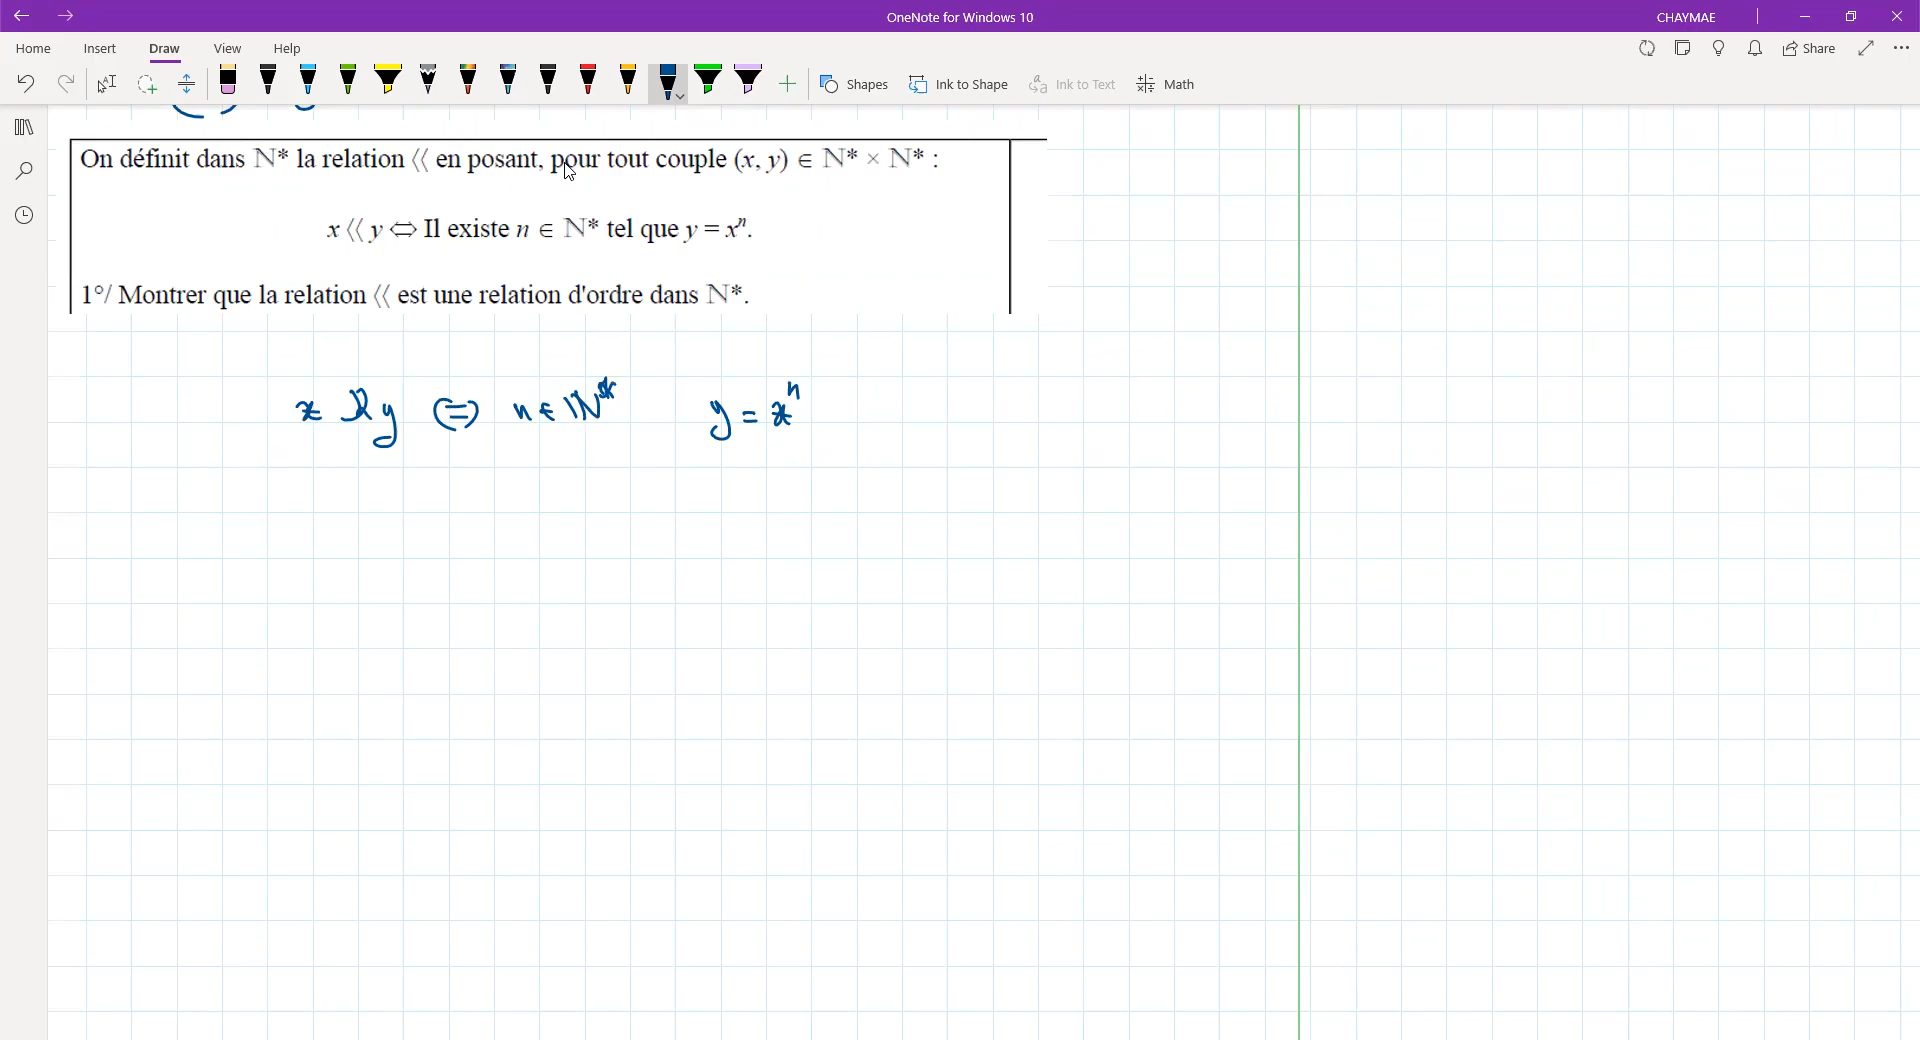 OneNote for Windows 10
CHAYMAE
Home Insert Draw View Help
Share
Shapes Ink to Shape Ink to Text Math
On définit dans ℕ* la relation ⟨⟨ en posant, pour tout couple (x, y) ∈ ℕ* × ℕ* :
x ⟨⟨ y ⇔ Il existe n ∈ ℕ* tel que y = xⁿ.
1°/ Montrer que la relation ⟨⟨ est une relation d'ordre dans ℕ*.
x R y (=) n ∈ ℕ* y = xⁿ